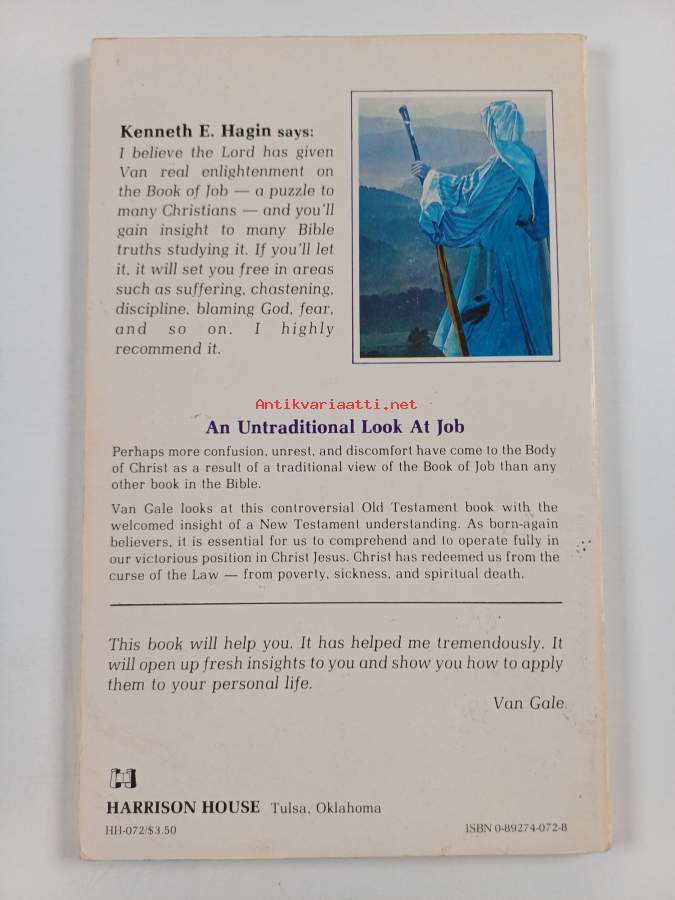 Kenneth E. Hagin says:
I believe the Lord has given
Van real enlightenment on
the Book of Job — a puzzle to
many Christians — and you'll
gain insight to many Bible
truths studying it. If you'll let
it, it will set you free in areas
such as suffering, chastening,
discipline, blaming God, fear,
and so on. I highly
recommend it.
Antikvariaatti.net
An Untraditional Look At Job
Perhaps more confusion, unrest, and discomfort have come to the Body
of Christ as a result of a traditional view of the Book of Job than any
other book in the Bible.
Van Gale looks at this controversial Old Testament book with the
welcomed insight of a New Testament understanding. As born-again
believers, it is essential for us to comprehend and to operate fully in
our victorious position in Christ Jesus. Christ has redeemed us from the
curse of the Law — from poverty, sickness, and spiritual death.
This book will help you. It has helped me tremendously. It
will open up fresh insights to you and show you how to apply
them to your personal life.
Van Gale
HARRISON HOUSE Tulsa, Oklahoma
HH-072/$3.50 ISBN 0-89274-072-8